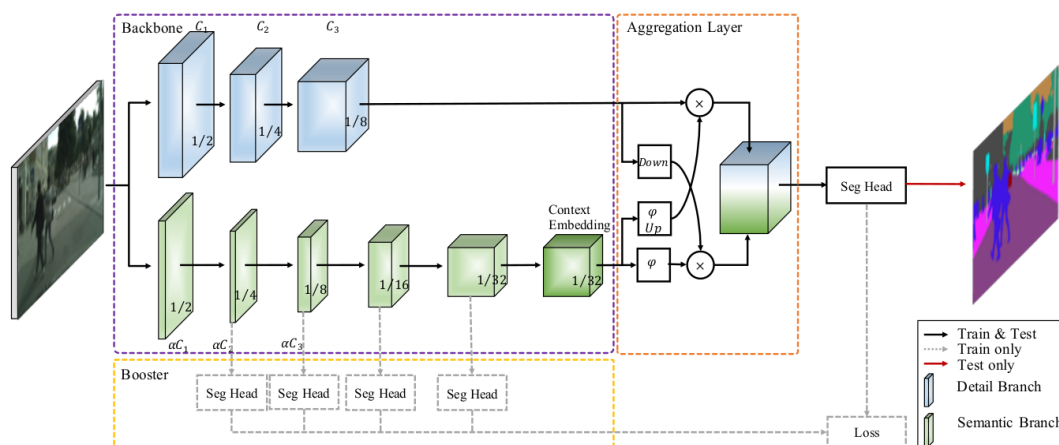 Backbone
C₁
C₂
C₃
Aggregation Layer
1/2
1/4
1/8
×
Down
φ
Up
φ
×
Seg Head
Context
Embedding
1/2
1/4
1/8
1/16
1/32
1/32
αC₁
αC₂
αC₃
Booster
Seg Head
Seg Head
Seg Head
Seg Head
Loss
Train & Test
Train only
Test only
Detail Branch
Semantic Branch